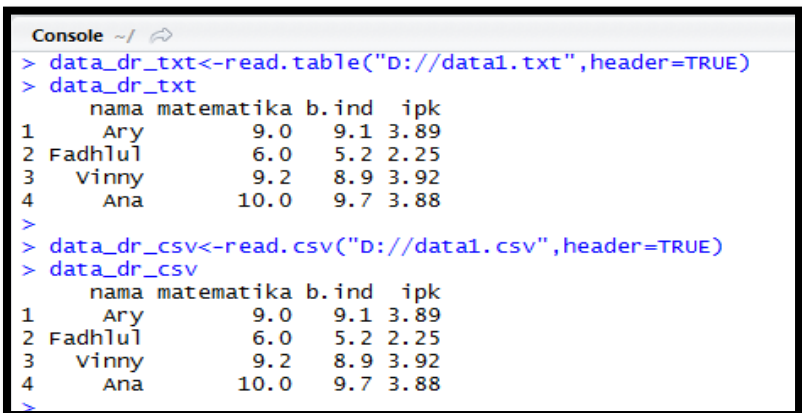 Console ~/
> data_dr_txt<-read.table("D://data1.txt",header=TRUE)
> data_dr_txt
nama matematika b.ind ipk
1 Ary 9.0 9.1 3.89
2 Fadhlul 6.0 5.2 2.25
3 Vinny 9.2 8.9 3.92
4 Ana 10.0 9.7 3.88
>
> data_dr_csv<-read.csv("D://data1.csv",header=TRUE)
> data_dr_csv
nama matematika b.ind ipk
1 Ary 9.0 9.1 3.89
2 Fadhlul 6.0 5.2 2.25
3 Vinny 9.2 8.9 3.92
4 Ana 10.0 9.7 3.88
>